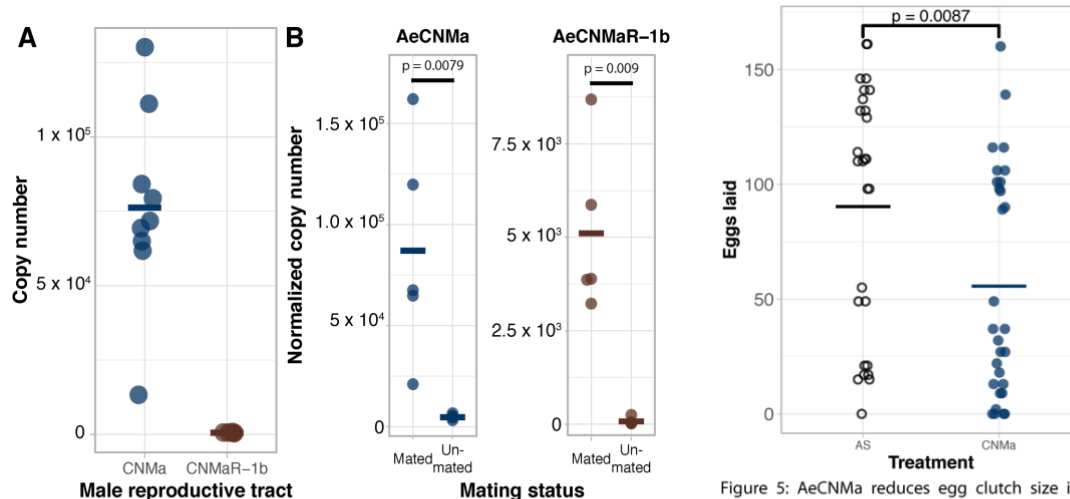 A
Copy number
1 x 10⁵
5 x 10⁴
0
CNMa CNMaR-1b
Male reproductive tract
B
Normalized copy number
AeCNMa
p = 0.0079
1.5 x 10⁵
1.0 x 10⁵
5 x 10⁴
0
Mated Un-
mated
AeCNMaR-1b
p = 0.009
7.5 x 10³
5 x 10³
2.5 x 10³
0
Mated Un-
mated
Mating status
Eggs laid
p = 0.0087
150
100
50
0
AS CNMa
Treatment
Figure 5: AeCNMa reduces egg clutch size i